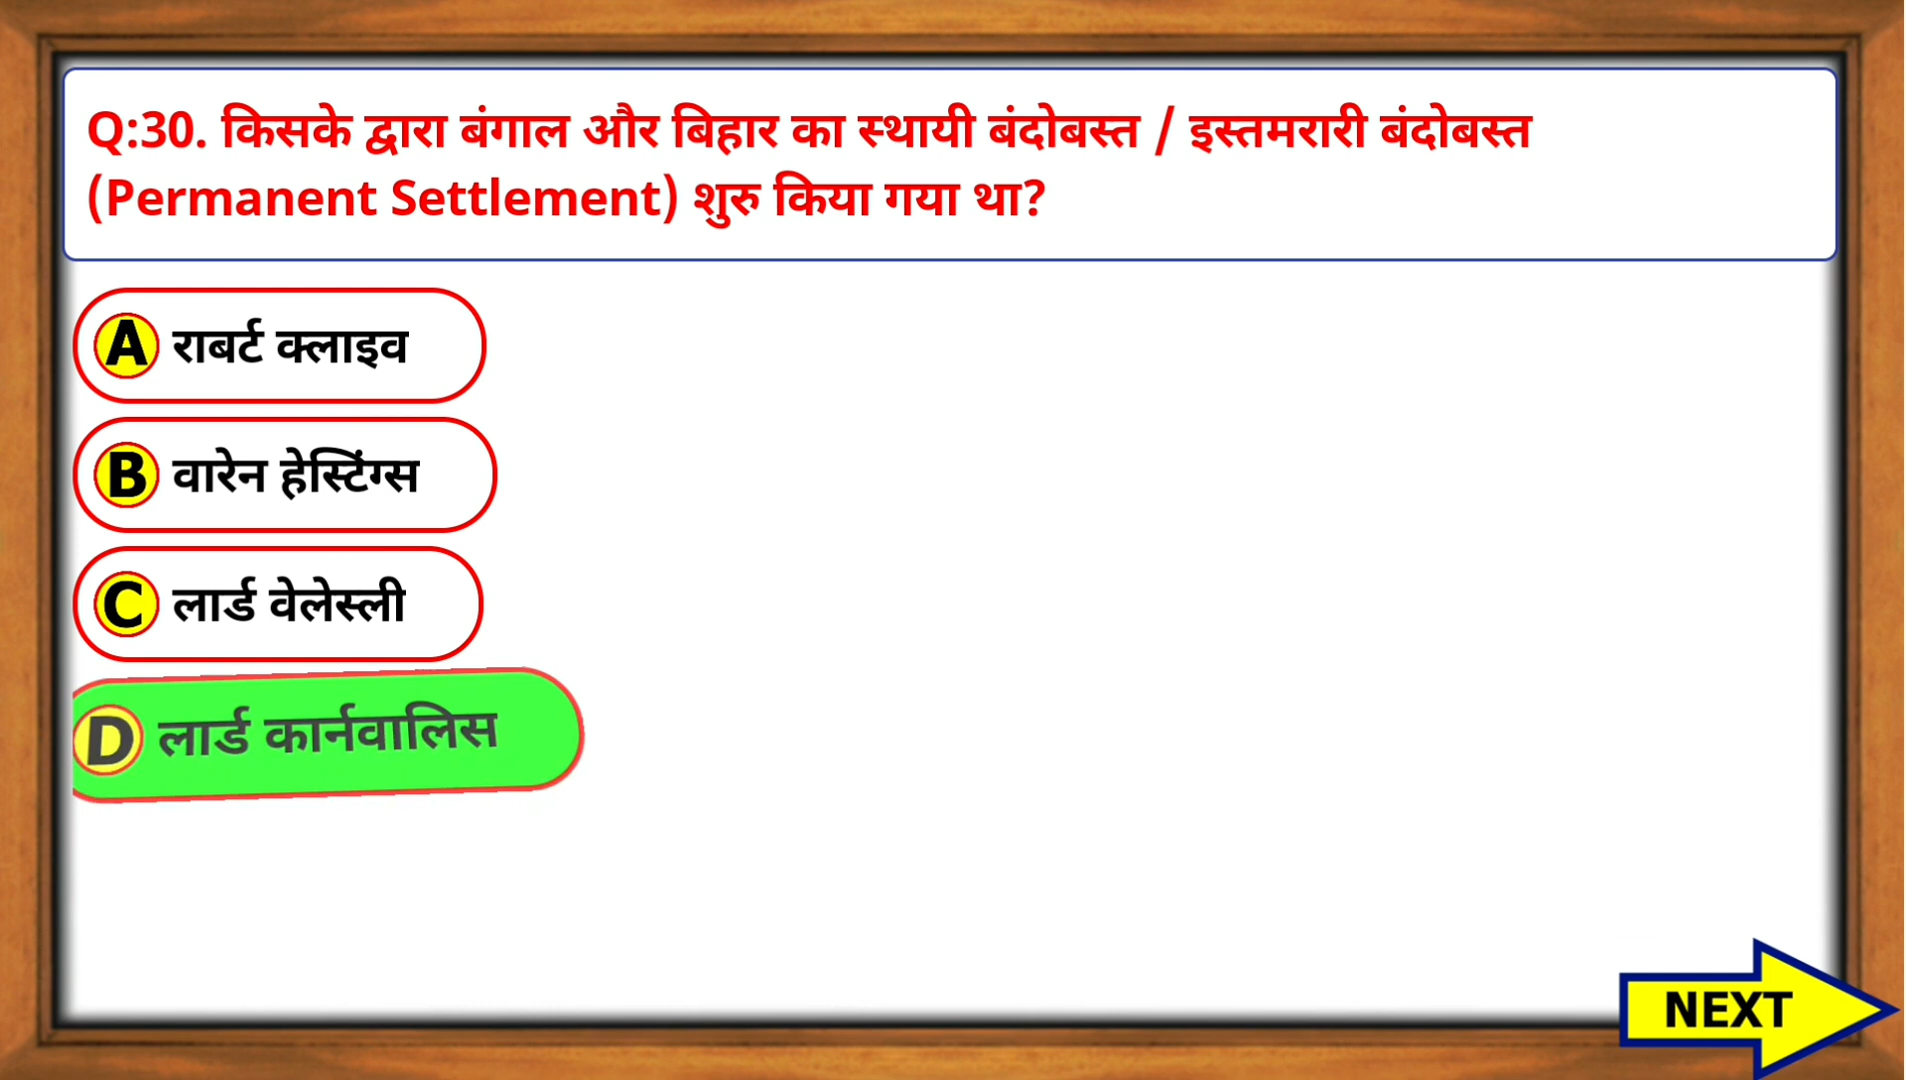 Q:30. किसके द्वारा बंगाल और बिहार का स्थायी बंदोबस्त / इस्तमरारी बंदोबस्त
(Permanent Settlement) शुरु किया गया था?
A राबर्ट क्लाइव
B वारेन हेस्टिंग्स
C लार्ड वेलेस्ली
D लार्ड कार्नवालिस
NEXT